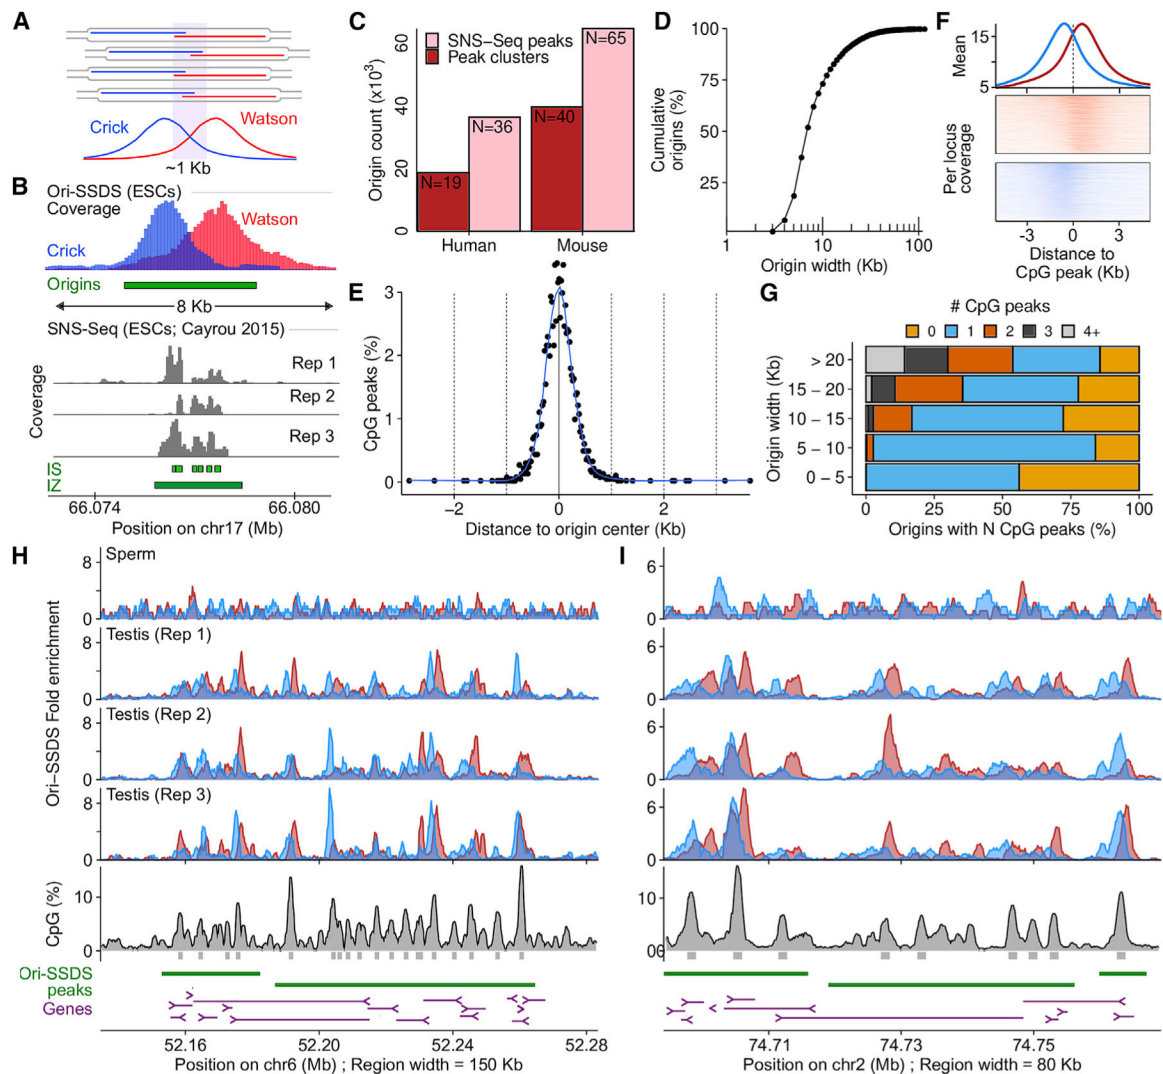 A
Crick
Watson
~1 Kb
B
Ori-SSDS (ESCs)
Coverage
Watson
Crick
Origins
8 Kb
SNS-Seq (ESCs; Cayrou 2015)
Coverage
Rep 1
Rep 2
Rep 3
IS
IZ
66.074
66.080
Position on chr17 (Mb)
C
Origin count (x10³)
60
40
20
0
SNS-Seq peaks
Peak clusters
N=19
N=36
N=40
N=65
Human
Mouse
D
Cumulative
origins (%)
100
75
50
25
1
10
100
Origin width (Kb)
E
CpG peaks (%)
3
2
1
0
−2
0
2
Distance to origin center (Kb)
F
Mean
15
5
Per locus
coverage
-3
0
3
Distance to
CpG peak (Kb)
G
# CpG peaks
0
1
2
3
4+
Origin width (Kb)
> 20
15 – 20
10 – 15
5 – 10
0 – 5
0
25
50
75
100
Origins with N CpG peaks (%)
H
Ori-SSDS Fold enrichment
Sperm
8
0
Testis (Rep 1)
8
0
Testis (Rep 2)
8
0
Testis (Rep 3)
8
0
CpG (%)
10
0
Ori-SSDS
peaks
Genes
52.16
52.20
52.24
52.28
Position on chr6 (Mb) ; Region width = 150 Kb
I
6
0
6
0
6
0
6
0
10
0
74.71
74.73
74.75
Position on chr2 (Mb) ; Region width = 80 Kb